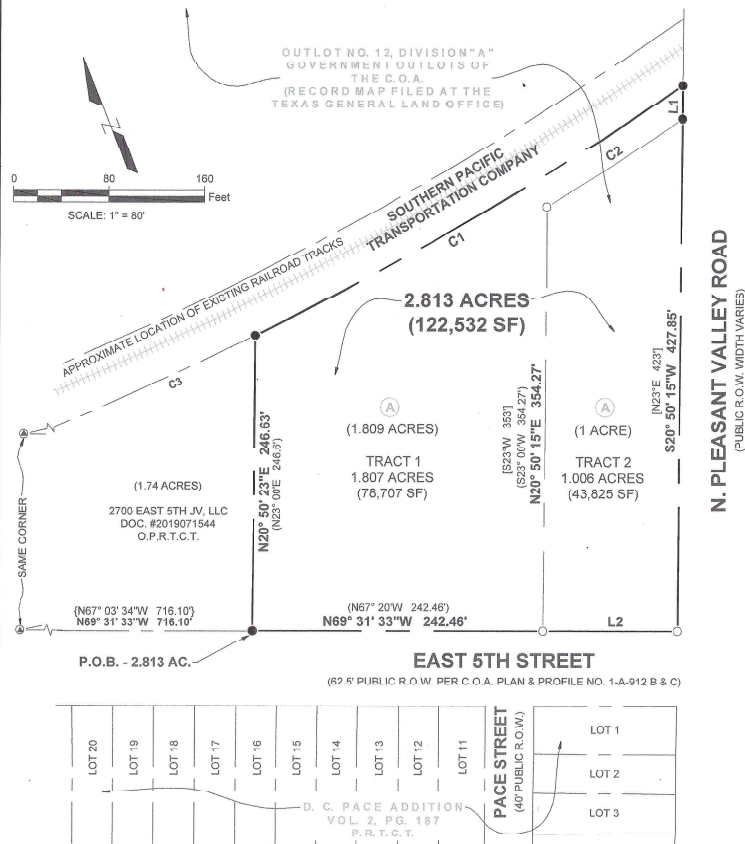 OUTLOT NO. 12, DIVISION "A"
GOVERNMENT OUTLOTS OF
THE C.O.A.
(RECORD MAP FILED AT THE
TEXAS GENERAL LAND OFFICE)
L1
C2
N
0 80 160
Feet
SCALE: 1" = 80'
SOUTHERN PACIFIC
TRANSPORTATION COMPANY
C1
APPROXIMATE LOCATION OF EXISTING RAILROAD TRACKS
C3
2.813 ACRES
(122,532 SF)
A
(1.809 ACRES)
TRACT 1
1.807 ACRES
(78,707 SF)
A
(1 ACRE)
TRACT 2
1.006 ACRES
(43,825 SF)
[S23°W 353']
(S23° 00'W 354.27')
N20° 50' 15"E 354.27'
[N23°E 423']
S20° 50' 15"W 427.85'
N. PLEASANT VALLEY ROAD
(PUBLIC R.O.W. WIDTH VARIES)
N20° 50' 23"E 246.63'
(N23° 00'E 246.6')
(1.74 ACRES)
2700 EAST 5TH JV, LLC
DOC. #2019071544
O.P.R.T.C.T.
SAME CORNER
{N67° 03' 34"W 716.10'}
N69° 31' 33"W 716.10'
(N67° 20'W 242.46')
N69° 31' 33"W 242.46'
L2
P.O.B. - 2.813 AC.
EAST 5TH STREET
(62.5' PUBLIC R.O.W. PER C.O.A. PLAN & PROFILE NO. 1-A-912 B & C)
LOT 20
LOT 19
LOT 18
LOT 17
LOT 16
LOT 15
LOT 14
LOT 13
LOT 12
LOT 11
PACE STREET
(40' PUBLIC R.O.W.)
LOT 1
LOT 2
LOT 3
D. C. PACE ADDITION
VOL. 2, PG. 187
P.R.T.C.T.